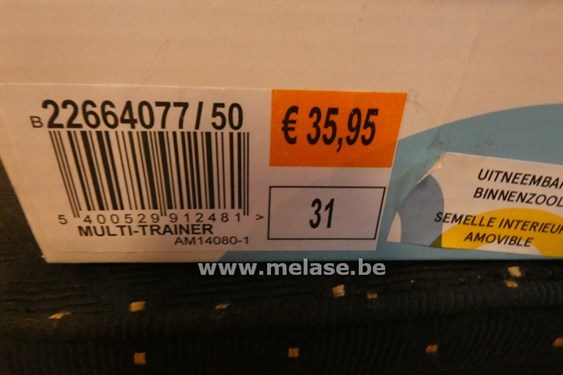 B 22664077/50
€ 35,95
5 400529 912481 >
MULTI-TRAINER
AM14080-1
31
UITNEEMBA
BINNENZOOL
SEMELLE INTERIEU
AMOVIBLE
www.melase.be